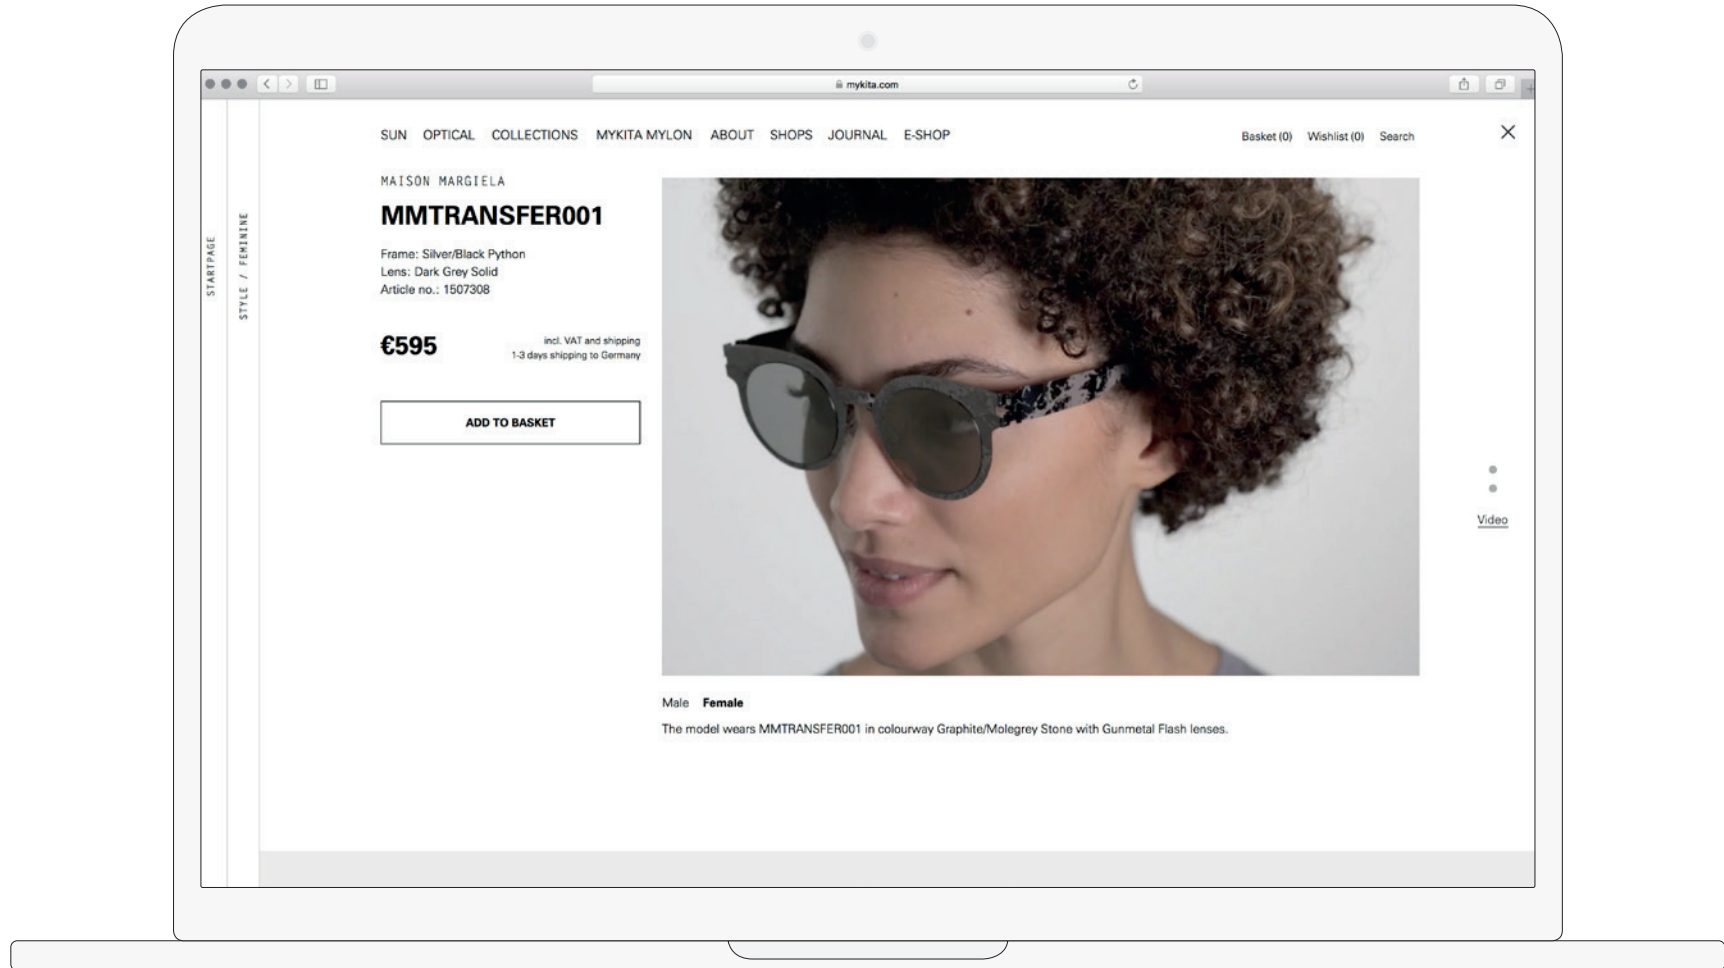 mykita.com
SUN OPTICAL COLLECTIONS MYKITA MYLON ABOUT SHOPS JOURNAL E-SHOP
Basket (0) Wishlist (0) Search
STARTPAGE
STYLE / FEMININE
MAISON MARGIELA
MMTRANSFER001
Frame: Silver/Black Python
Lens: Dark Grey Solid
Article no.: 1507308
€595
incl. VAT and shipping
1-3 days shipping to Germany
ADD TO BASKET
Video
Male Female
The model wears MMTRANSFER001 in colourway Graphite/Molegrey Stone with Gunmetal Flash lenses.